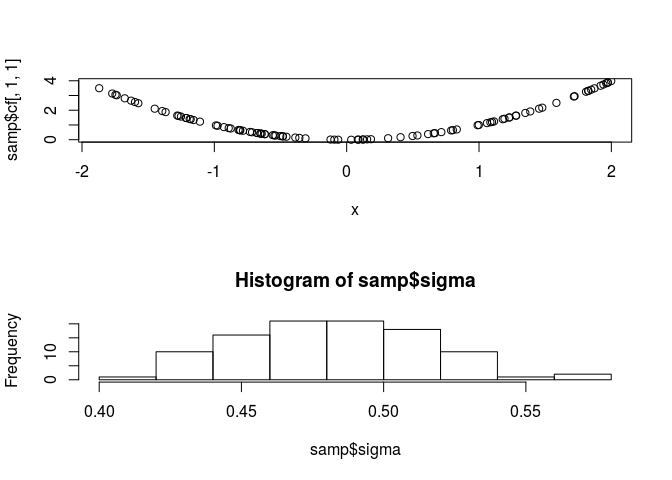 samp$cf[, 1, 1]
4
2
0
-2 -1 0 1 2
x
Histogram of samp$sigma
Frequency
10
0
0.40 0.45 0.50 0.55
samp$sigma